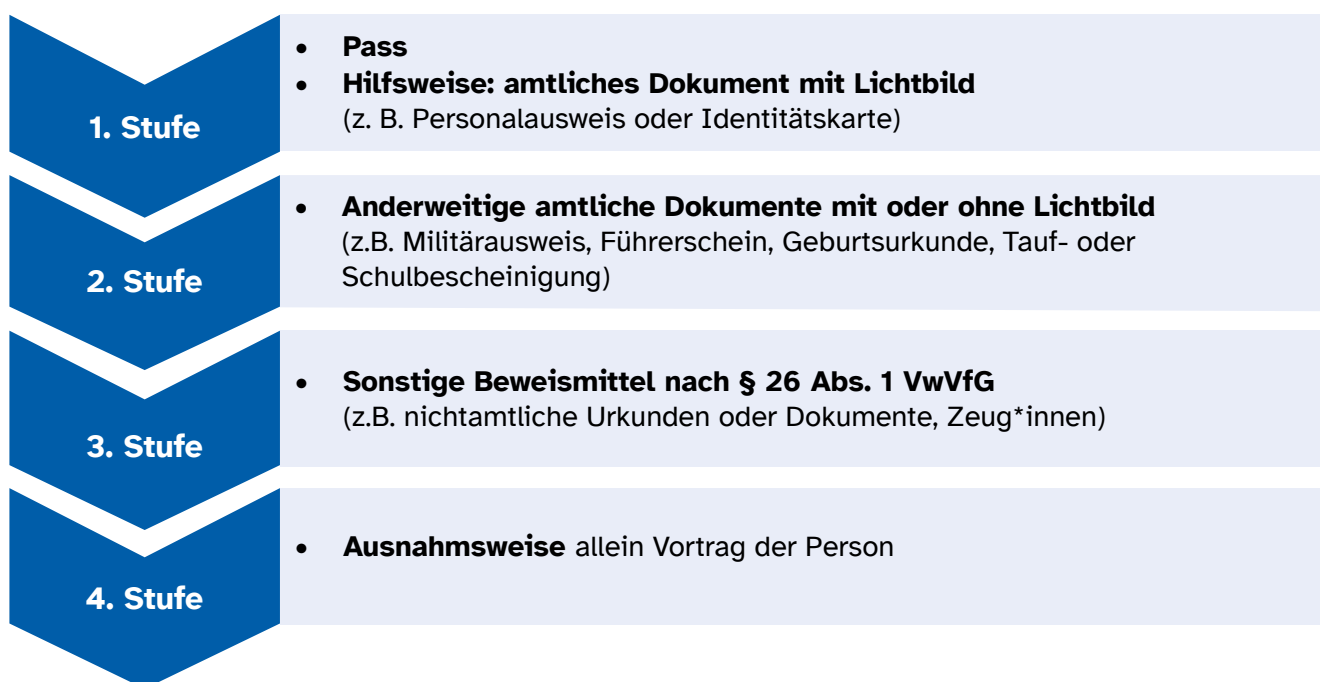 1. Stufe
• Pass
• Hilfsweise: amtliches Dokument mit Lichtbild
(z. B. Personalausweis oder Identitätskarte)
2. Stufe
• Anderweitige amtliche Dokumente mit oder ohne Lichtbild
(z.B. Militärausweis, Führerschein, Geburtsurkunde, Tauf- oder
Schulbescheinigung)
3. Stufe
• Sonstige Beweismittel nach § 26 Abs. 1 VwVfG
(z.B. nichtamtliche Urkunden oder Dokumente, Zeug*innen)
4. Stufe
• Ausnahmsweise allein Vortrag der Person